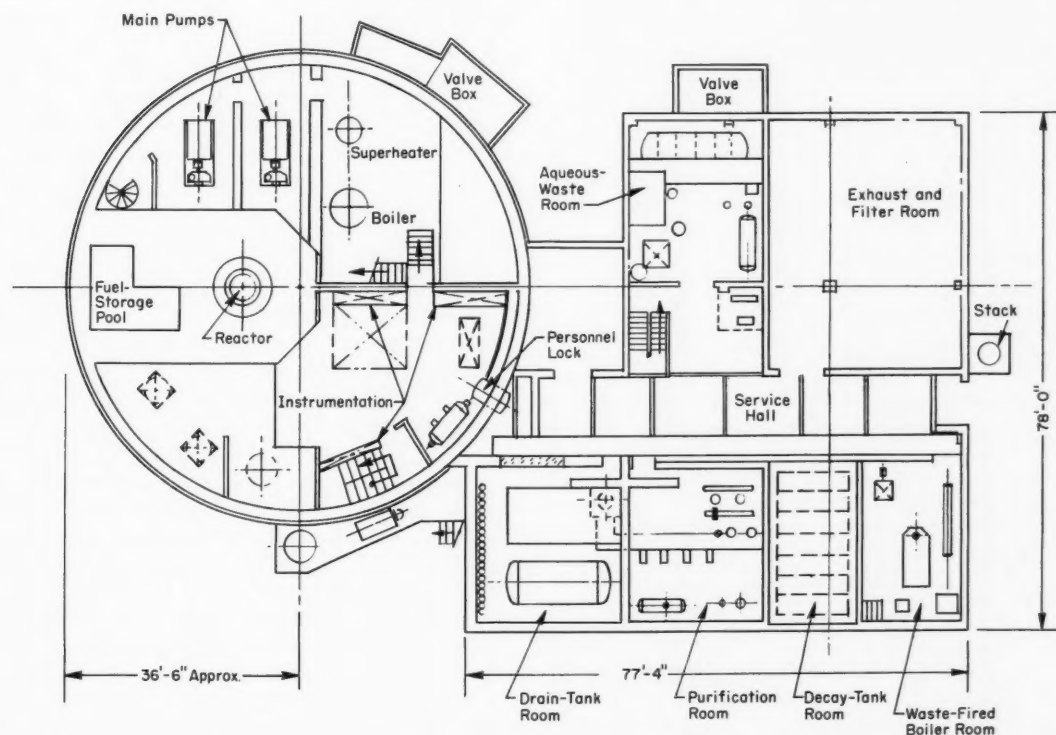 Main Pumps
Valve
Box
Valve
Box
Superheater
Aqueous-
Waste
Room
Exhaust and
Filter Room
Boiler
Fuel-
Storage
Pool
Reactor
Stack
Personnel
Lock
Instrumentation
Service
Hall
78'-0"
36'-6" Approx.
77'-4"
Drain-Tank
Room
Purification
Room
Decay-Tank
Room
Waste-Fired
Boiler Room